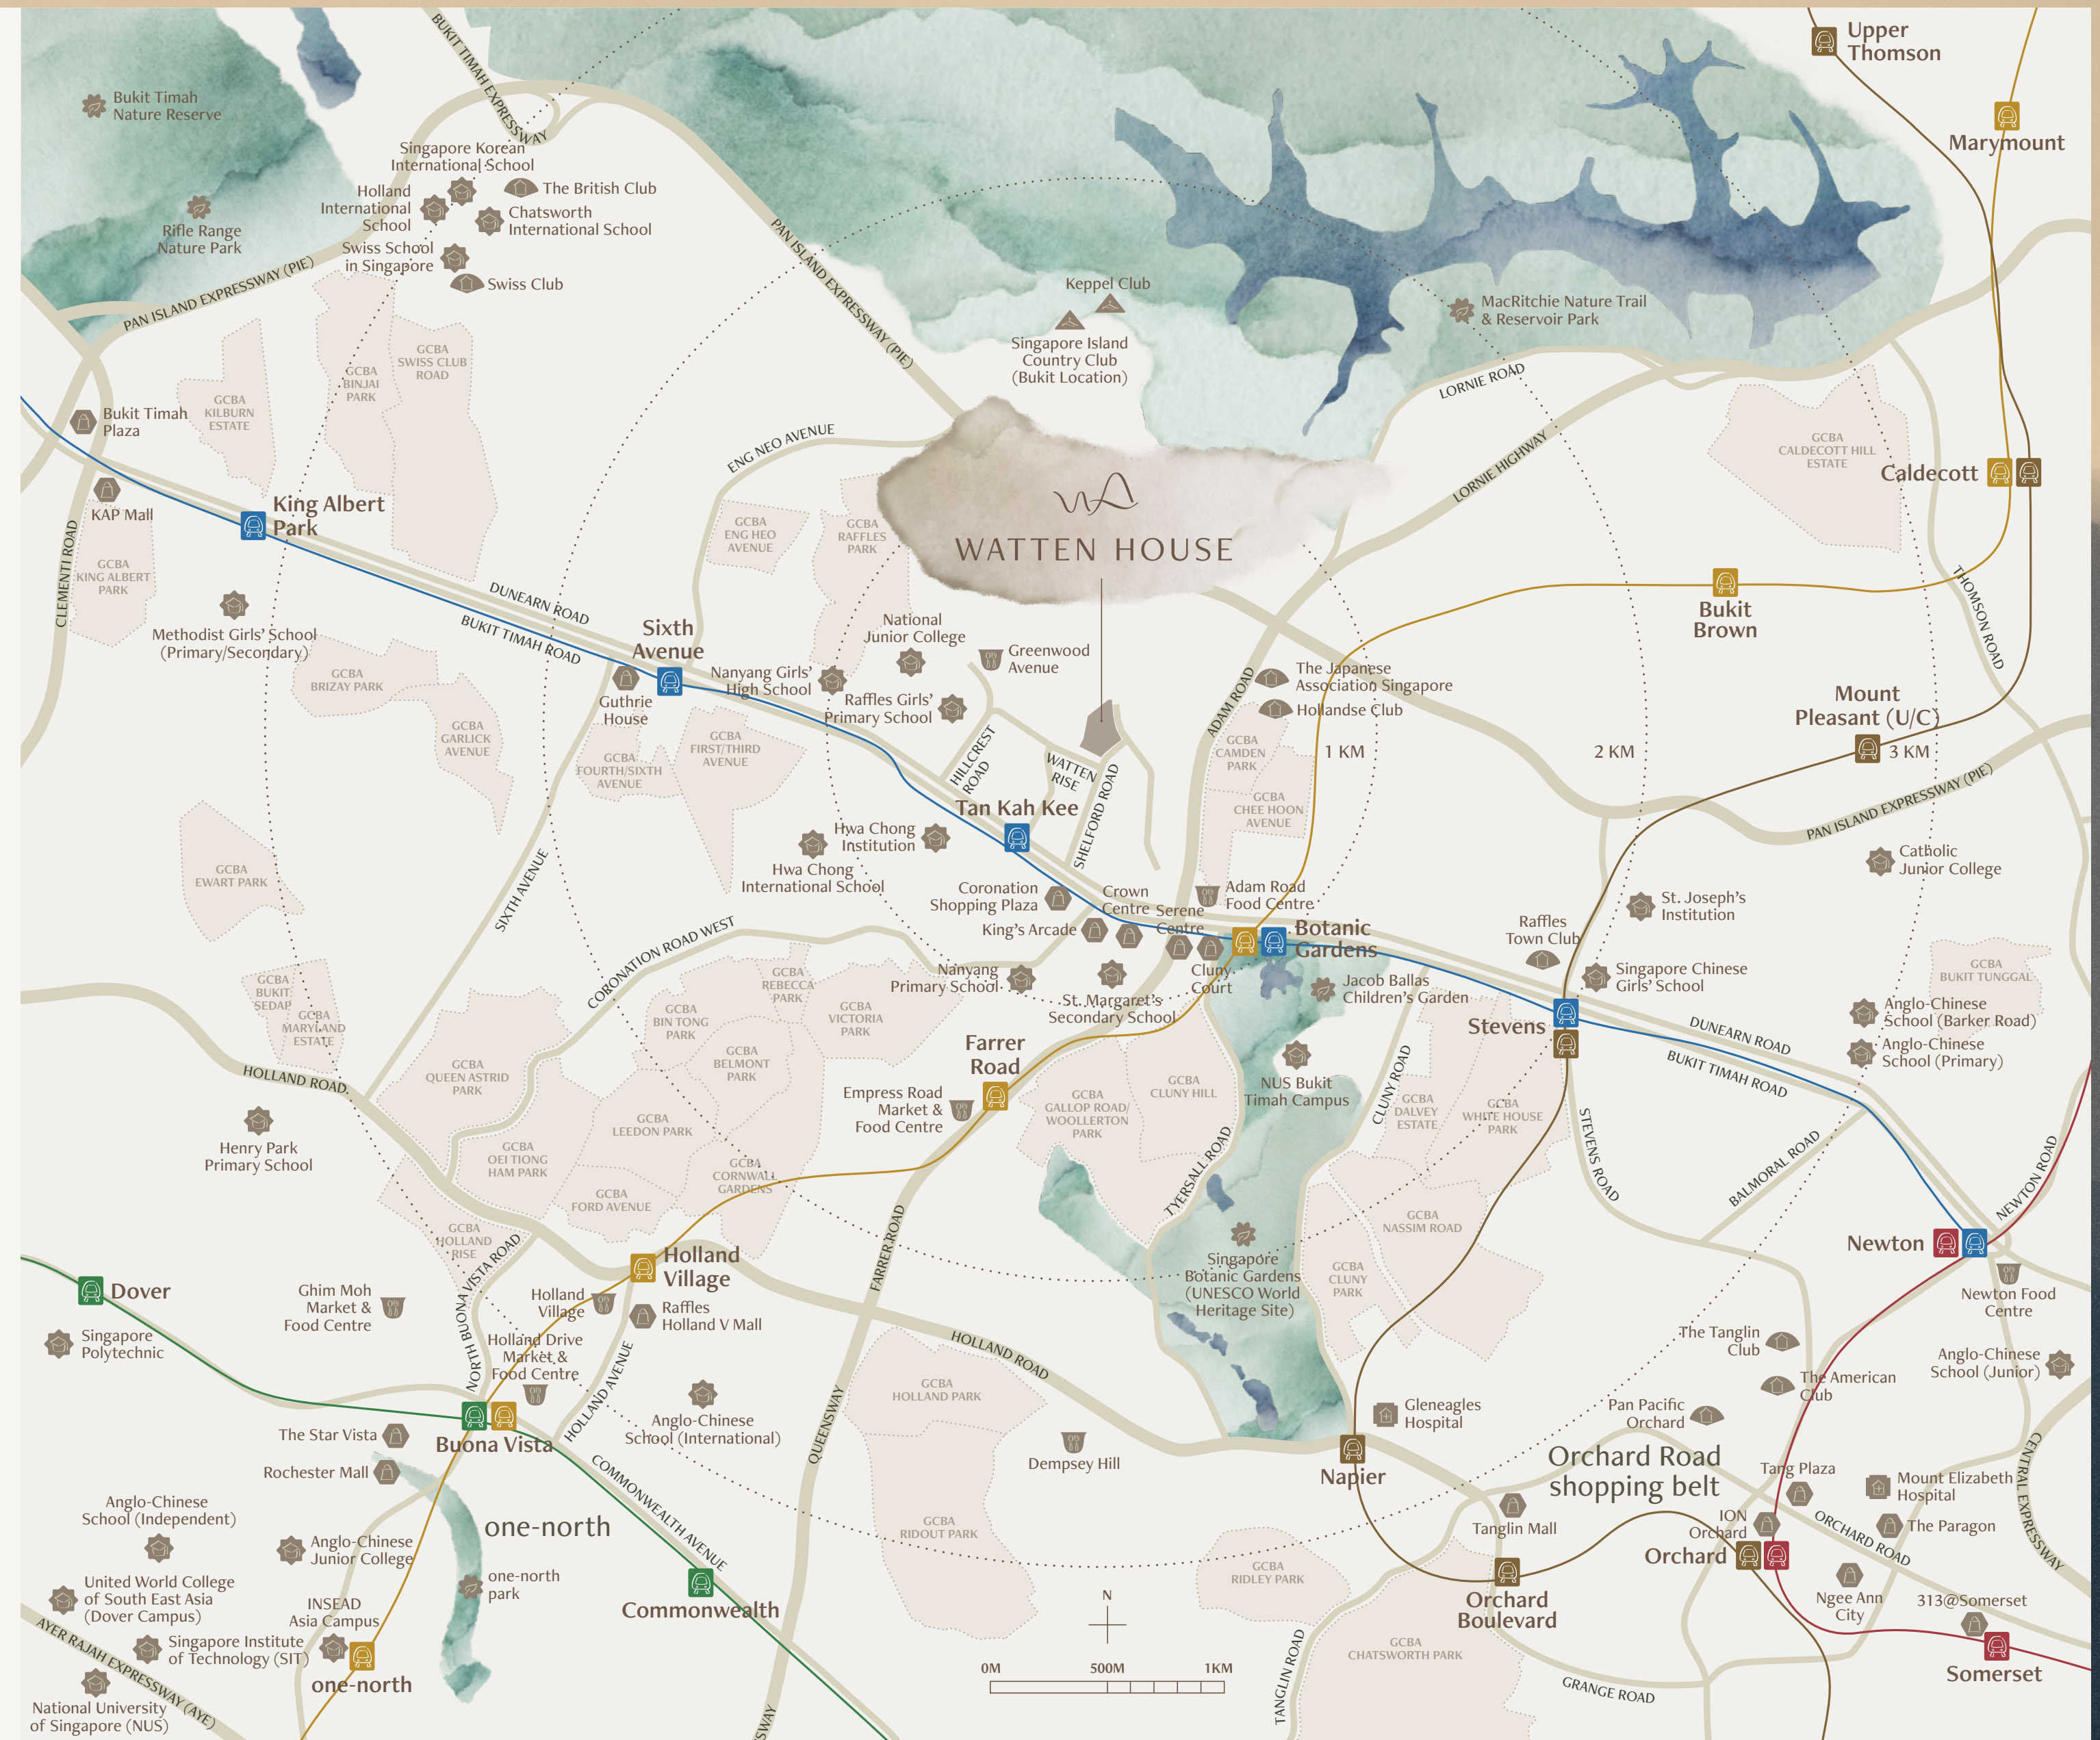 Upper
Thomson
Marymount
BUKIT TIMAH EXPRESSWAY
Bukit Timah
Nature Reserve
Singapore Korean
International School
Holland
International
School
The British Club
Chatsworth
International School
Rifle Range
Nature Park
Swiss School
in Singapore
Swiss Club
PAN ISLAND EXPRESSWAY (PIE)
PAN ISLAND EXPRESSWAY (PIE)
Keppel Club
Singapore Island
Country Club
(Bukit Location)
MacRitchie Nature Trail
& Reservoir Park
LORNIE ROAD
GCBA
KILBURN
ESTATE
GCBA
BINJAI
PARK
GCBA
SWISS CLUB
ROAD
Bukit Timah
Plaza
ENG NEO AVENUE
LORNIE HIGHWAY
GCBA
CALDECOTT HILL
ESTATE
Caldecott
KAP Mall
King Albert
Park
CLEMENTI ROAD
GCBA
KING ALBERT
PARK
GCBA
ENG HEO
AVENUE
GCBA
RAFFLES
PARK
WATTEN HOUSE
Methodist Girls' School
(Primary/Secondary)
DUNEARN ROAD
BUKIT TIMAH ROAD
Sixth
Avenue
National
Junior College
Greenwood
Avenue
Bukit
Brown
THOMSON ROAD
GCBA
BRIZAY PARK
Guthrie
House
Nanyang Girls'
High School
Raffles Girls'
Primary School
The Japanese
Association Singapore
Hollandse Club
ADAM ROAD
Mount
Pleasant (U/C)
GCBA
GARLICK
AVENUE
GCBA
FOURTH/SIXTH
AVENUE
GCBA
FIRST/THIRD
AVENUE
HILLCREST
ROAD
WATTEN
RISE
SHELFORD ROAD
GCBA
CAMDEN
PARK
1 KM
2 KM
3 KM
GCBA
CHEE HOON
AVENUE
PAN ISLAND EXPRESSWAY (PIE)
Tan Kah Kee
Hwa Chong
Institution
Hwa Chong
International School
GCBA
EWART PARK
SIXTH AVENUE
Coronation
Shopping Plaza
Crown
Centre
Serene
Centre
Adam Road
Food Centre
King's Arcade
Cluny
Court
Botanic
Gardens
Catholic
Junior College
St. Joseph's
Institution
Raffles
Town Club
Singapore Chinese
Girls' School
GCBA
BUKIT TUNGGAL
CORONATION ROAD WEST
Nanyang
Primary School
St. Margaret's
Secondary School
Jacob Ballas
Children's Garden
Stevens
Anglo-Chinese
School (Barker Road)
Anglo-Chinese
School (Primary)
DUNEARN ROAD
BUKIT TIMAH ROAD
GCBA
BUKIT
SEDAP
GCBA
MARYLAND
ESTATE
GCBA
REBECCA
PARK
GCBA
BIN TONG
PARK
GCBA
VICTORIA
PARK
GCBA
BELMONT
PARK
GCBA
QUEEN ASTRID
PARK
HOLLAND ROAD
Farrer
Road
Empress Road
Market &
Food Centre
GCBA
GALLOP ROAD/
WOOLLERTON
PARK
GCBA
CLUNY HILL
NUS Bukit
Timah Campus
CLUNY ROAD
GCBA
DALVEY
ESTATE
GCBA
WHITE HOUSE
PARK
Henry Park
Primary School
GCBA
LEEDON PARK
GCBA
OEI TIONG
HAM PARK
GCBA
CORNWALL
GARDENS
GCBA
FORD AVENUE
TYERSALL ROAD
STEVENS ROAD
BALMORAL ROAD
NEWTON ROAD
GCBA
NASSIM ROAD
GCBA
HOLLAND
RISE
NORTH BUONA VISTA ROAD
Holland
Village
FARRER ROAD
Singapore
Botanic Gardens
(UNESCO World
Heritage Site)
GCBA
CLUNY
PARK
Newton
Newton Food
Centre
Dover
Singapore
Polytechnic
Ghim Moh
Market &
Food Centre
Holland
Village
Raffles
Holland V Mall
Holland Drive
Market &
Food Centre
HOLLAND AVENUE
HOLLAND ROAD
The Tanglin
Club
The American
Club
Anglo-Chinese
School (Junior)
GCBA
HOLLAND PARK
QUEENSWAY
Anglo-Chinese
School (International)
Gleneagles
Hospital
Pan Pacific
Orchard
The Star Vista
Buona Vista
Rochester Mall
Dempsey Hill
Napier
Orchard Road
shopping belt
Tang Plaza
Mount Elizabeth
Hospital
CENTRAL EXPRESSWAY
COMMONWEALTH AVENUE
Anglo-Chinese
School (Independent)
Anglo-Chinese
Junior College
one-north
GCBA
RIDOUT PARK
Tanglin Mall
ION
Orchard
ORCHARD ROAD
The Paragon
Orchard
United World College
of South East Asia
(Dover Campus)
INSEAD
Asia Campus
one-north
park
Commonwealth
GCBA
RIDLEY PARK
Orchard
Boulevard
Ngee Ann
City
313@Somerset
AYER RAJAH EXPRESSWAY (AYE)
Singapore Institute
of Technology (SIT)
one-north
N
0M
500M
1KM
TANGLIN ROAD
GCBA
CHATSWORTH PARK
GRANGE ROAD
Somerset
National University
of Singapore (NUS)
SWAY